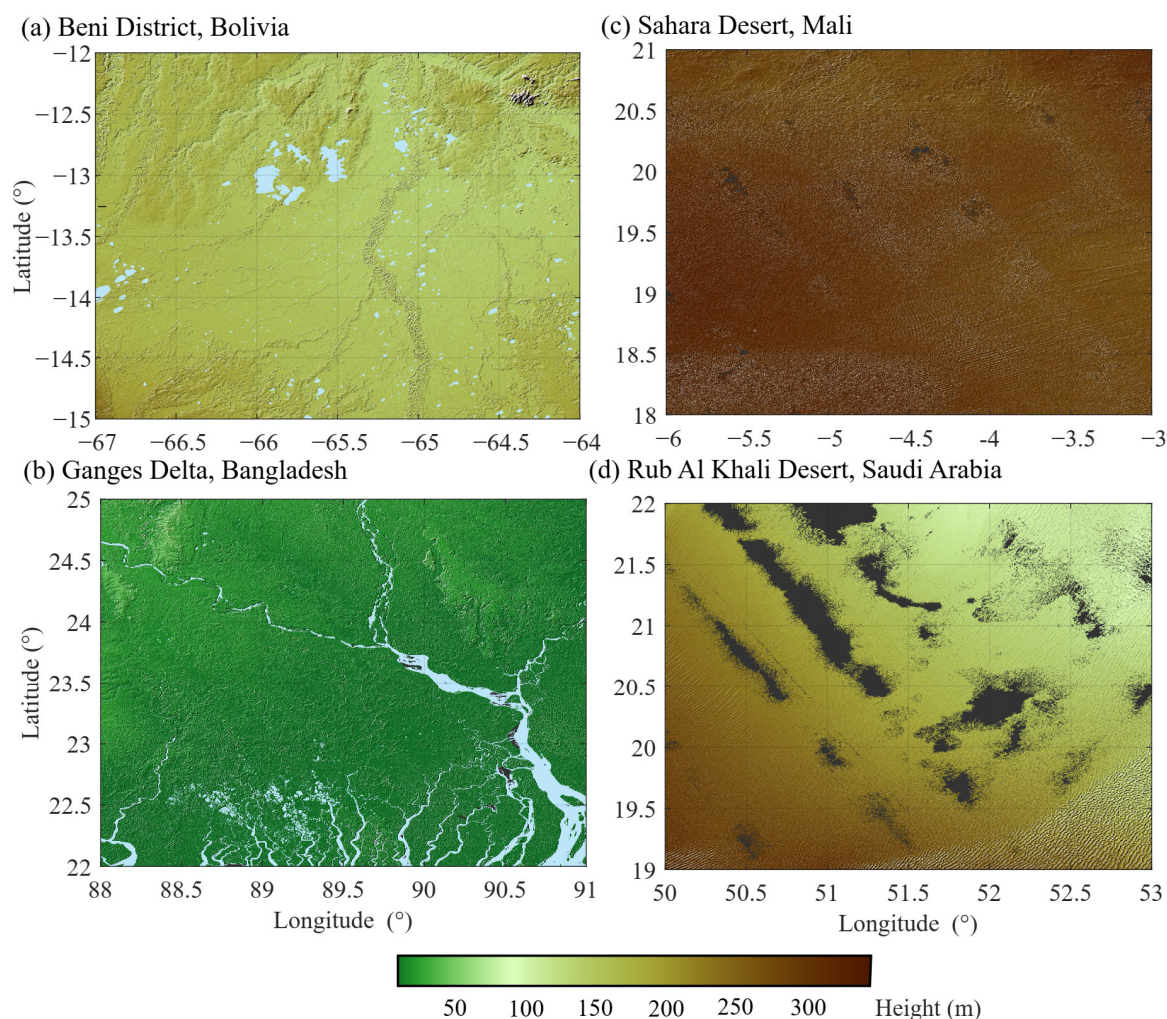 (a) Beni District, Bolivia
−12
−12.5
−13
−13.5
−14
−14.5
−15
Latitude (°)
−67 −66.5 −66 −65.5 −65 −64.5 −64
(b) Ganges Delta, Bangladesh
25
24.5
24
23.5
23
22.5
22
Latitude (°)
88 88.5 89 89.5 90 90.5 91
Longitude (°)
(c) Sahara Desert, Mali
21
20.5
20
19.5
19
18.5
18
−6 −5.5 −5 −4.5 −4 −3.5 −3
(d) Rub Al Khali Desert, Saudi Arabia
22
21.5
21
20.5
20
19.5
19
50 50.5 51 51.5 52 52.5 53
Longitude (°)
50 100 150 200 250 300 Height (m)